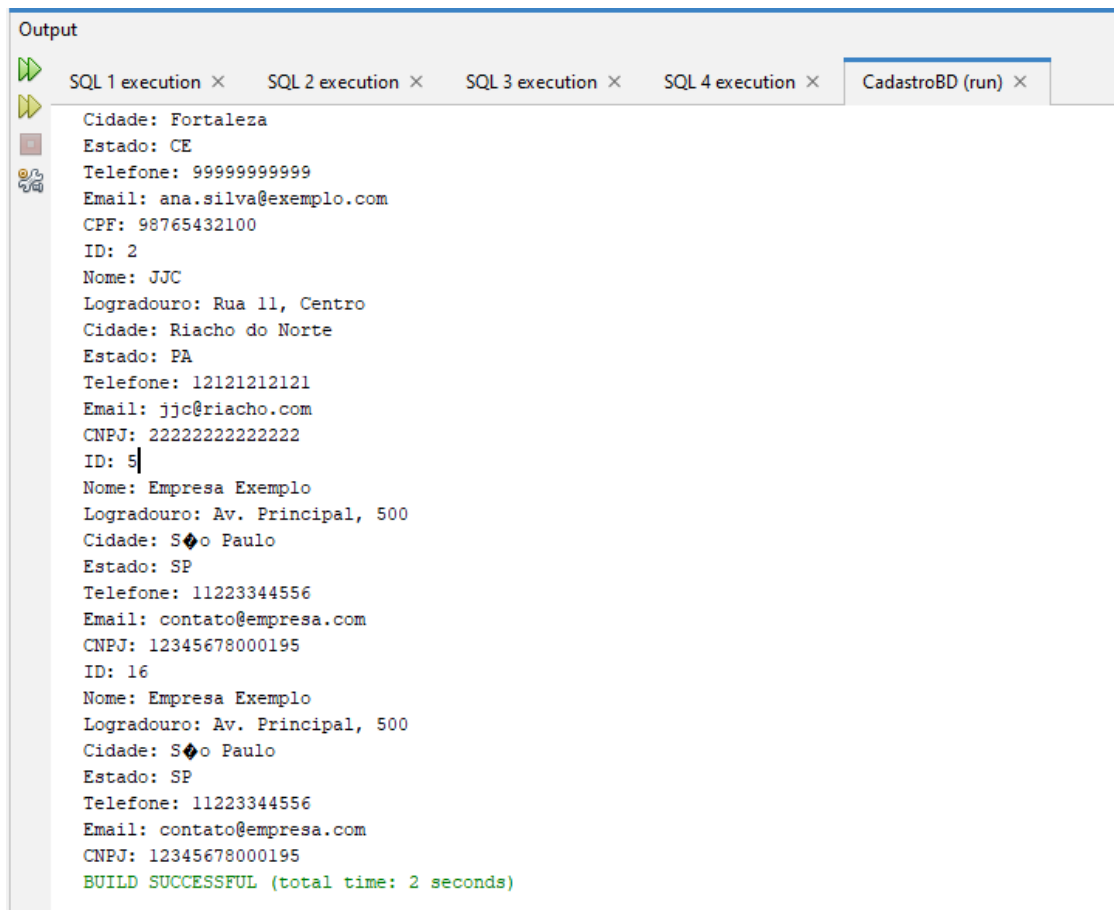 Output
SQL 1 execution × SQL 2 execution × SQL 3 execution × SQL 4 execution × CadastroBD (run) ×
Cidade: Fortaleza
Estado: CE
Telefone: 99999999999
Email: ana.silva@exemplo.com
CPF: 98765432100
ID: 2
Nome: JJC
Logradouro: Rua 11, Centro
Cidade: Riacho do Norte
Estado: PA
Telefone: 12121212121
Email: jjc@riacho.com
CNPJ: 22222222222222
ID: 5
Nome: Empresa Exemplo
Logradouro: Av. Principal, 500
Cidade: S�o Paulo
Estado: SP
Telefone: 11223344556
Email: contato@empresa.com
CNPJ: 12345678000195
ID: 16
Nome: Empresa Exemplo
Logradouro: Av. Principal, 500
Cidade: S�o Paulo
Estado: SP
Telefone: 11223344556
Email: contato@empresa.com
CNPJ: 12345678000195
BUILD SUCCESSFUL (total time: 2 seconds)